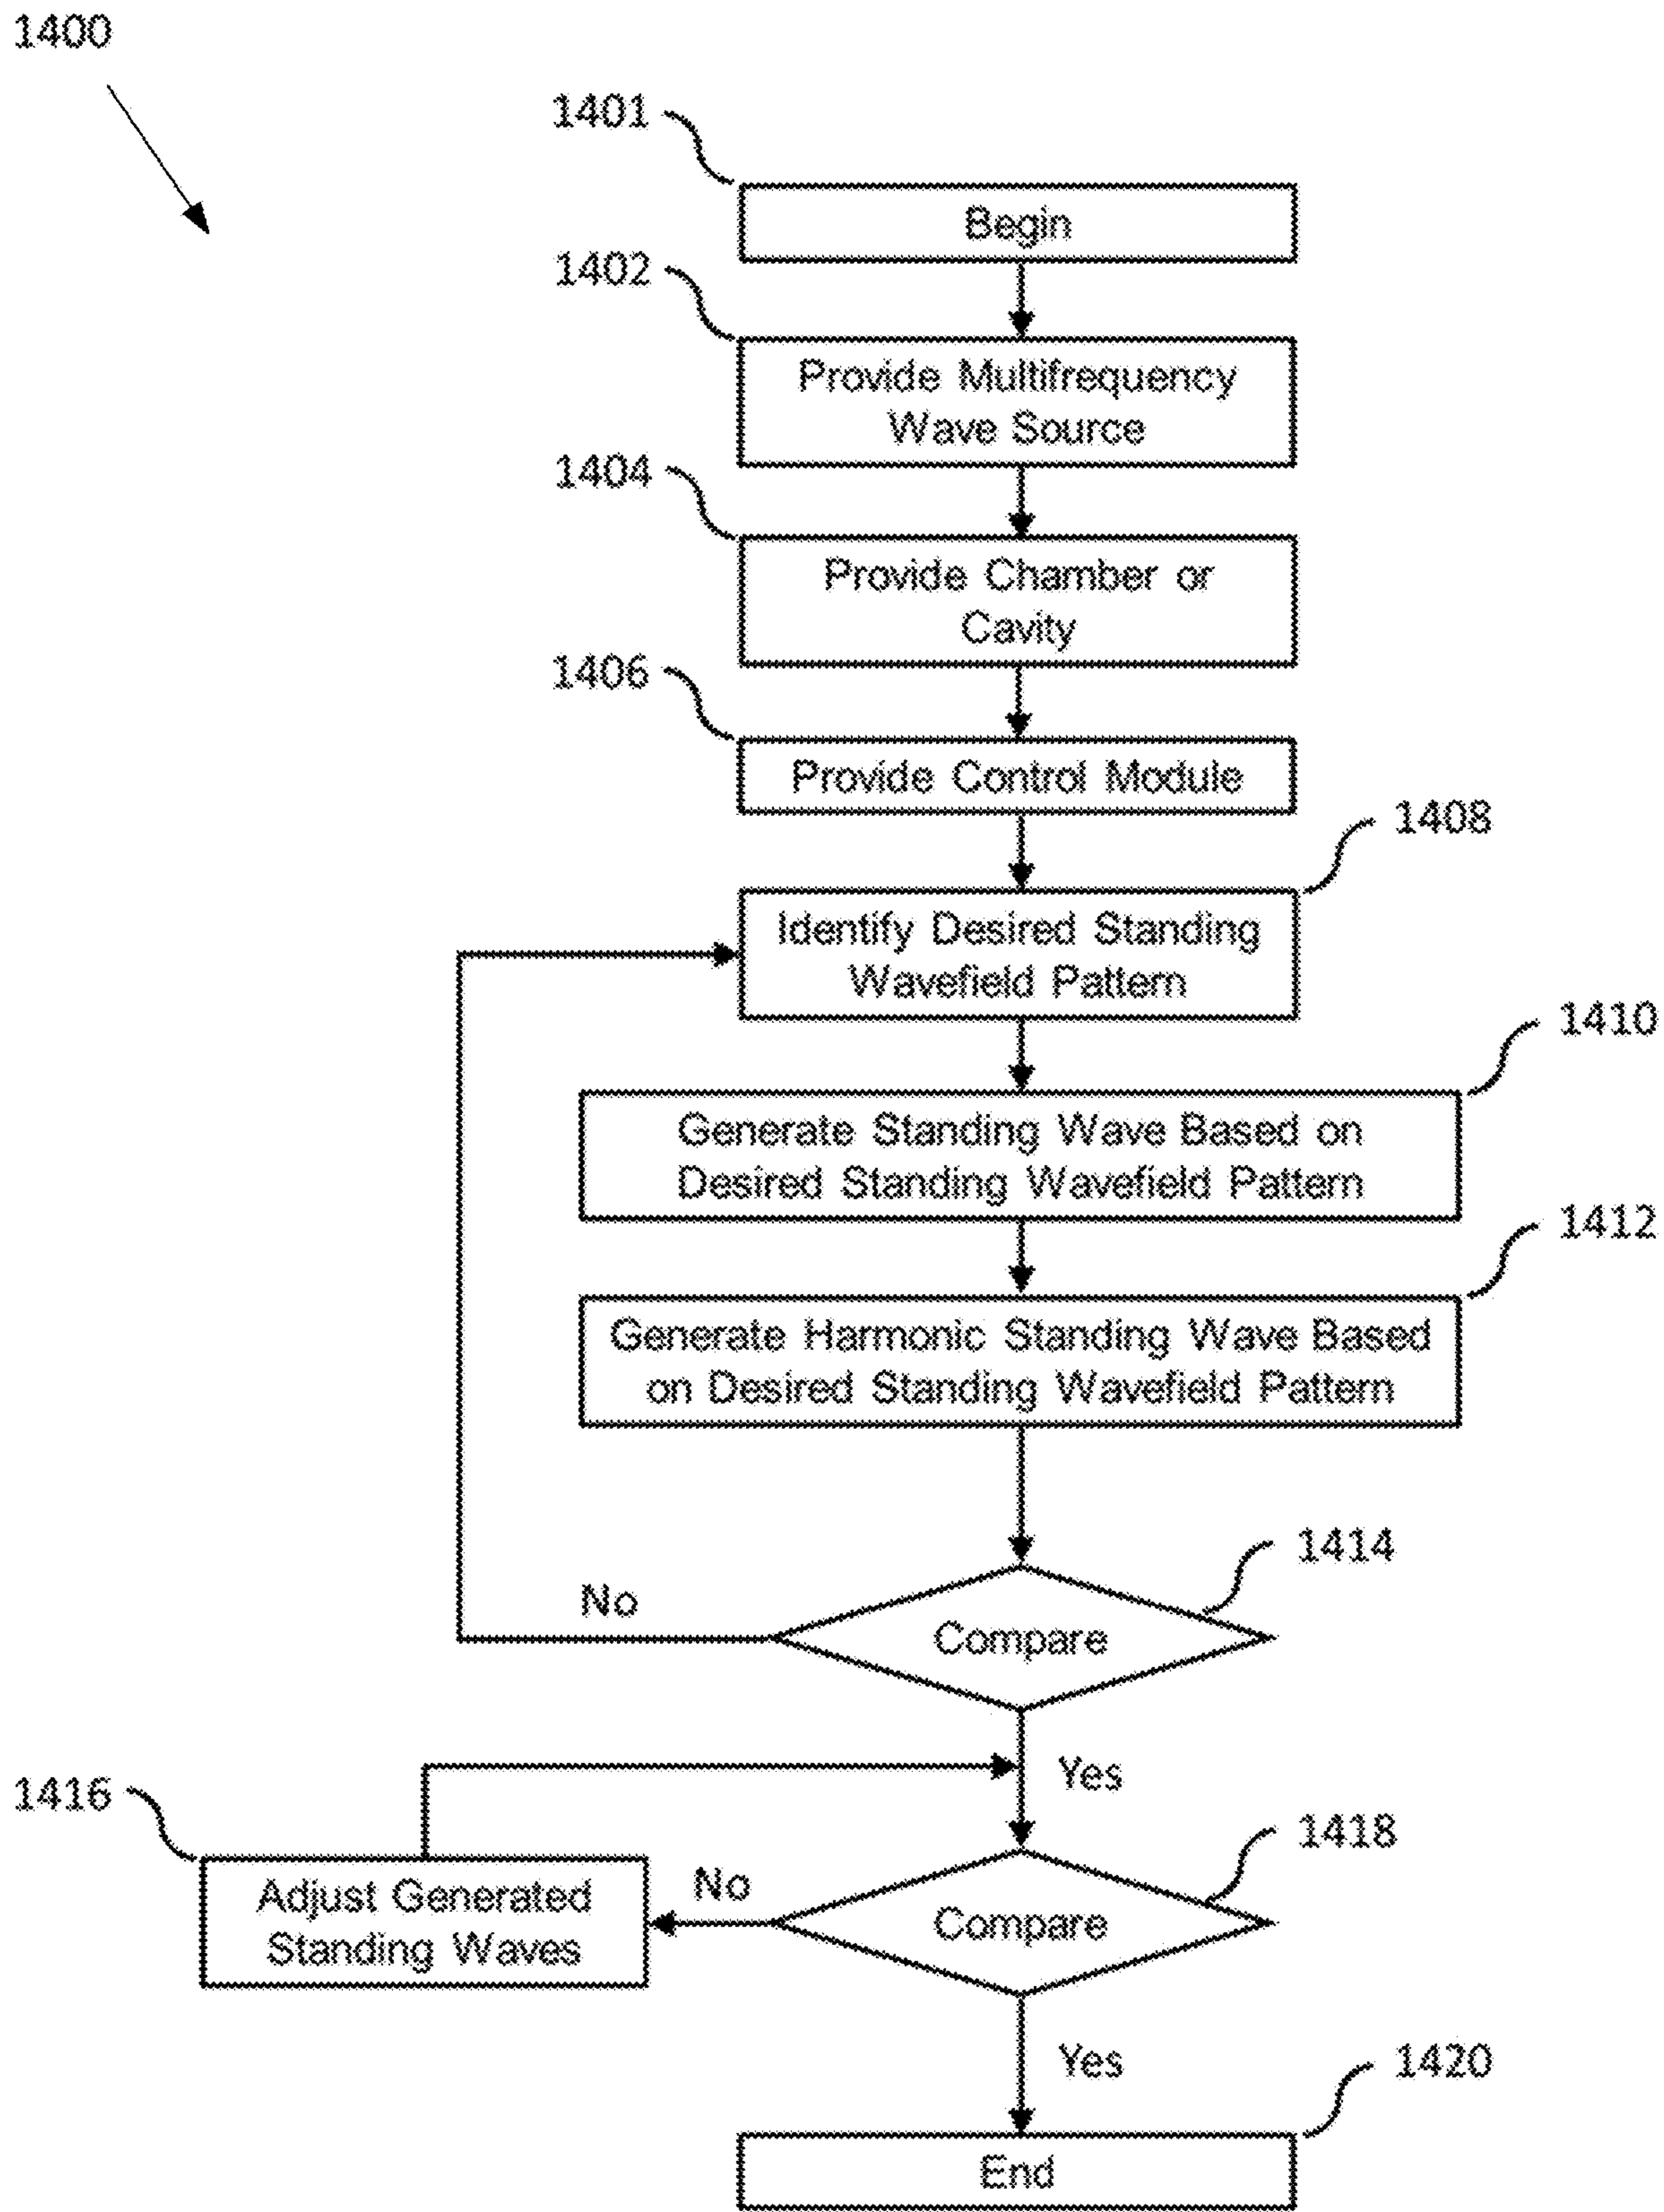 1400
1401
Begin
1402
Provide Multifrequency
Wave Source
1404
Provide Chamber or
Cavity
1406
Provide Control Module
1408
Identify Desired Standing
Wavefield Pattern
1410
Generate Standing Wave Based on
Desired Standing Wavefield Pattern
1412
Generate Harmonic Standing Wave Based
on Desired Standing Wavefield Pattern
1414
No
Compare
Yes
1416
Adjust Generated
Standing Waves
1418
No
Compare
Yes
1420
End